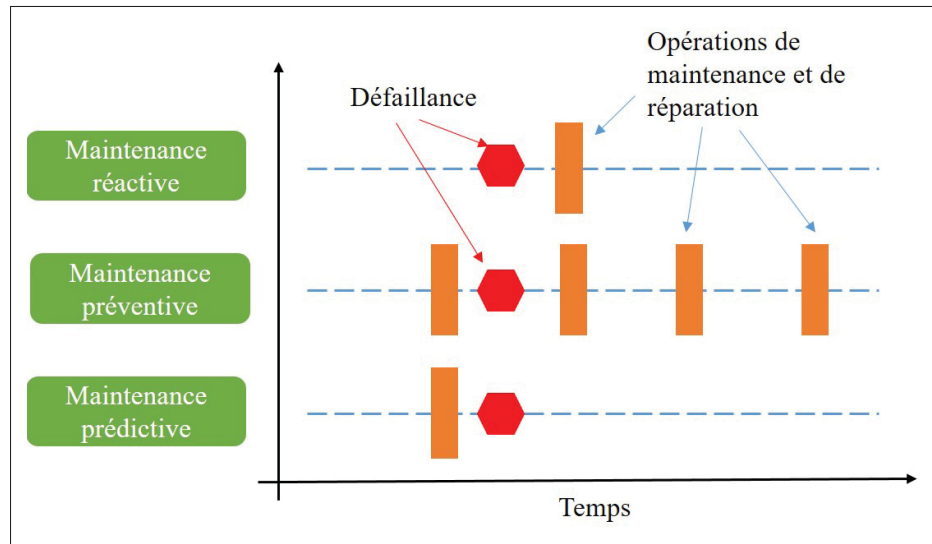 Opérations de
maintenance et de
réparation
Défaillance
Maintenance
réactive
Maintenance
préventive
Maintenance
prédictive
Temps